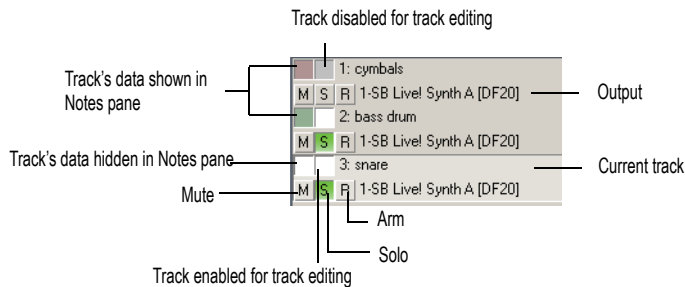 Track disabled for track editing
1: cymbals
Track's data shown in
Notes pane
M S R 1-SB Live! Synth A [DF20]
Output
2: bass drum
M S R 1-SB Live! Synth A [DF20]
Track's data hidden in Notes pane
3: snare
Current track
Mute
M S R 1-SB Live! Synth A [DF20]
Arm
Solo
Track enabled for track editing